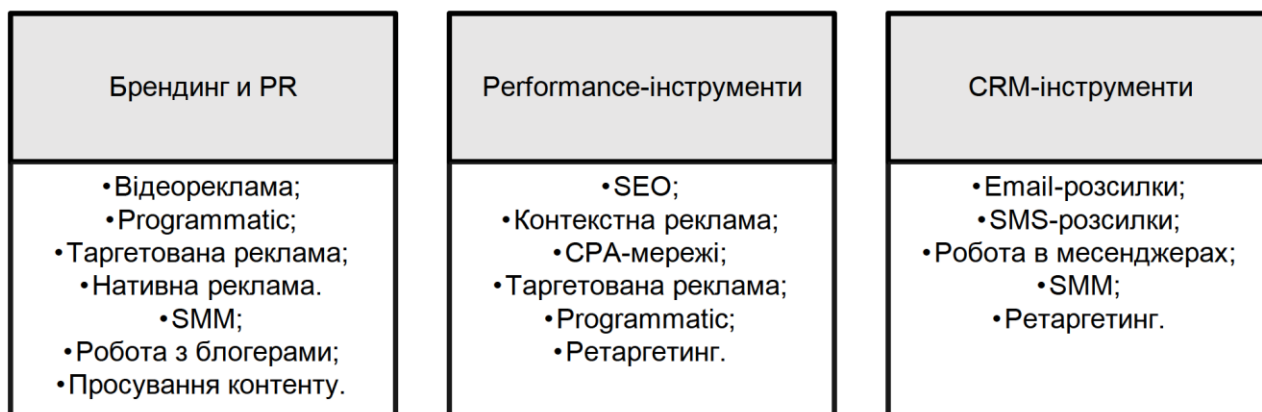 Брендинг и PR
•Відеореклама;
•Programmatic;
•Таргетована реклама;
•Нативна реклама.
•SMM;
•Робота з блогерами;
•Просування контенту.
Performance-інструменти
•SEO;
•Контекстна реклама;
•CPA-мережі;
•Таргетована реклама;
•Programmatic;
•Ретаргетинг.
CRM-інструменти
•Email-розсилки;
•SMS-розсилки;
•Робота в месенджерах;
•SMM;
•Ретаргетинг.